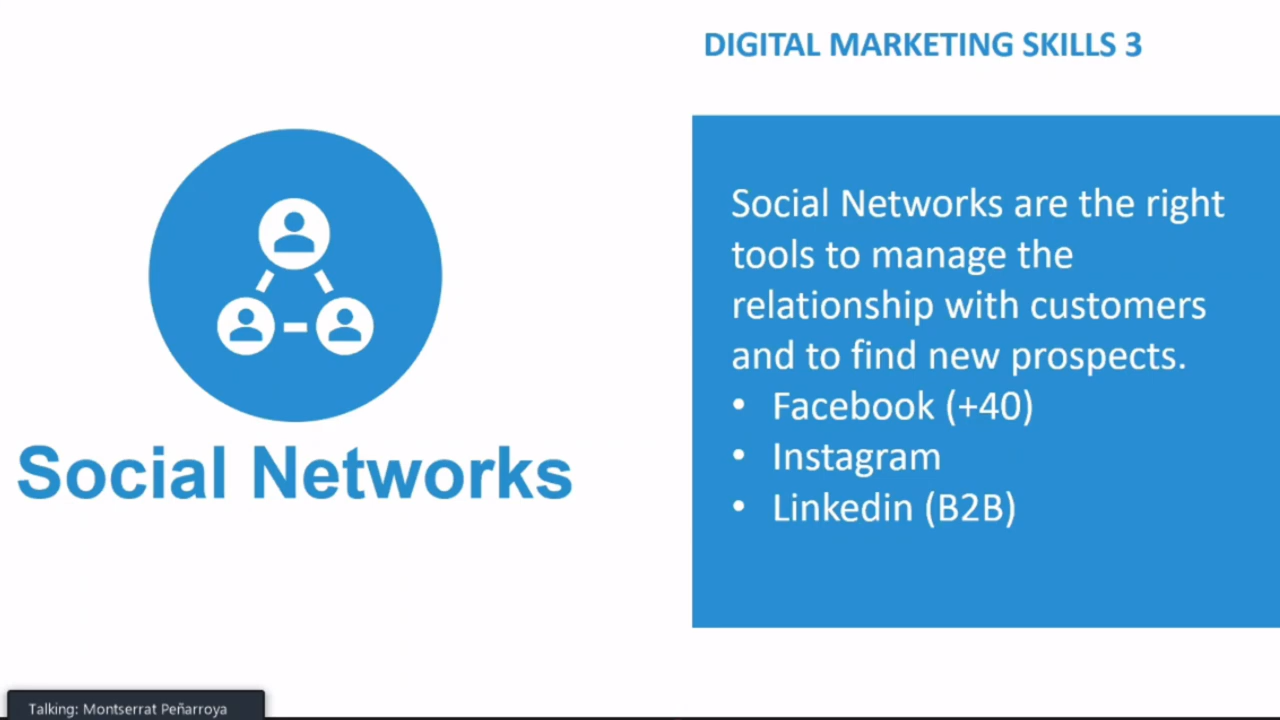 DIGITAL MARKETING SKILLS 3
Social Networks
Social Networks are the right
tools to manage the
relationship with customers
and to find new prospects.
• Facebook (+40)
• Instagram
• Linkedin (B2B)
Talking: Montserrat Peñarroya